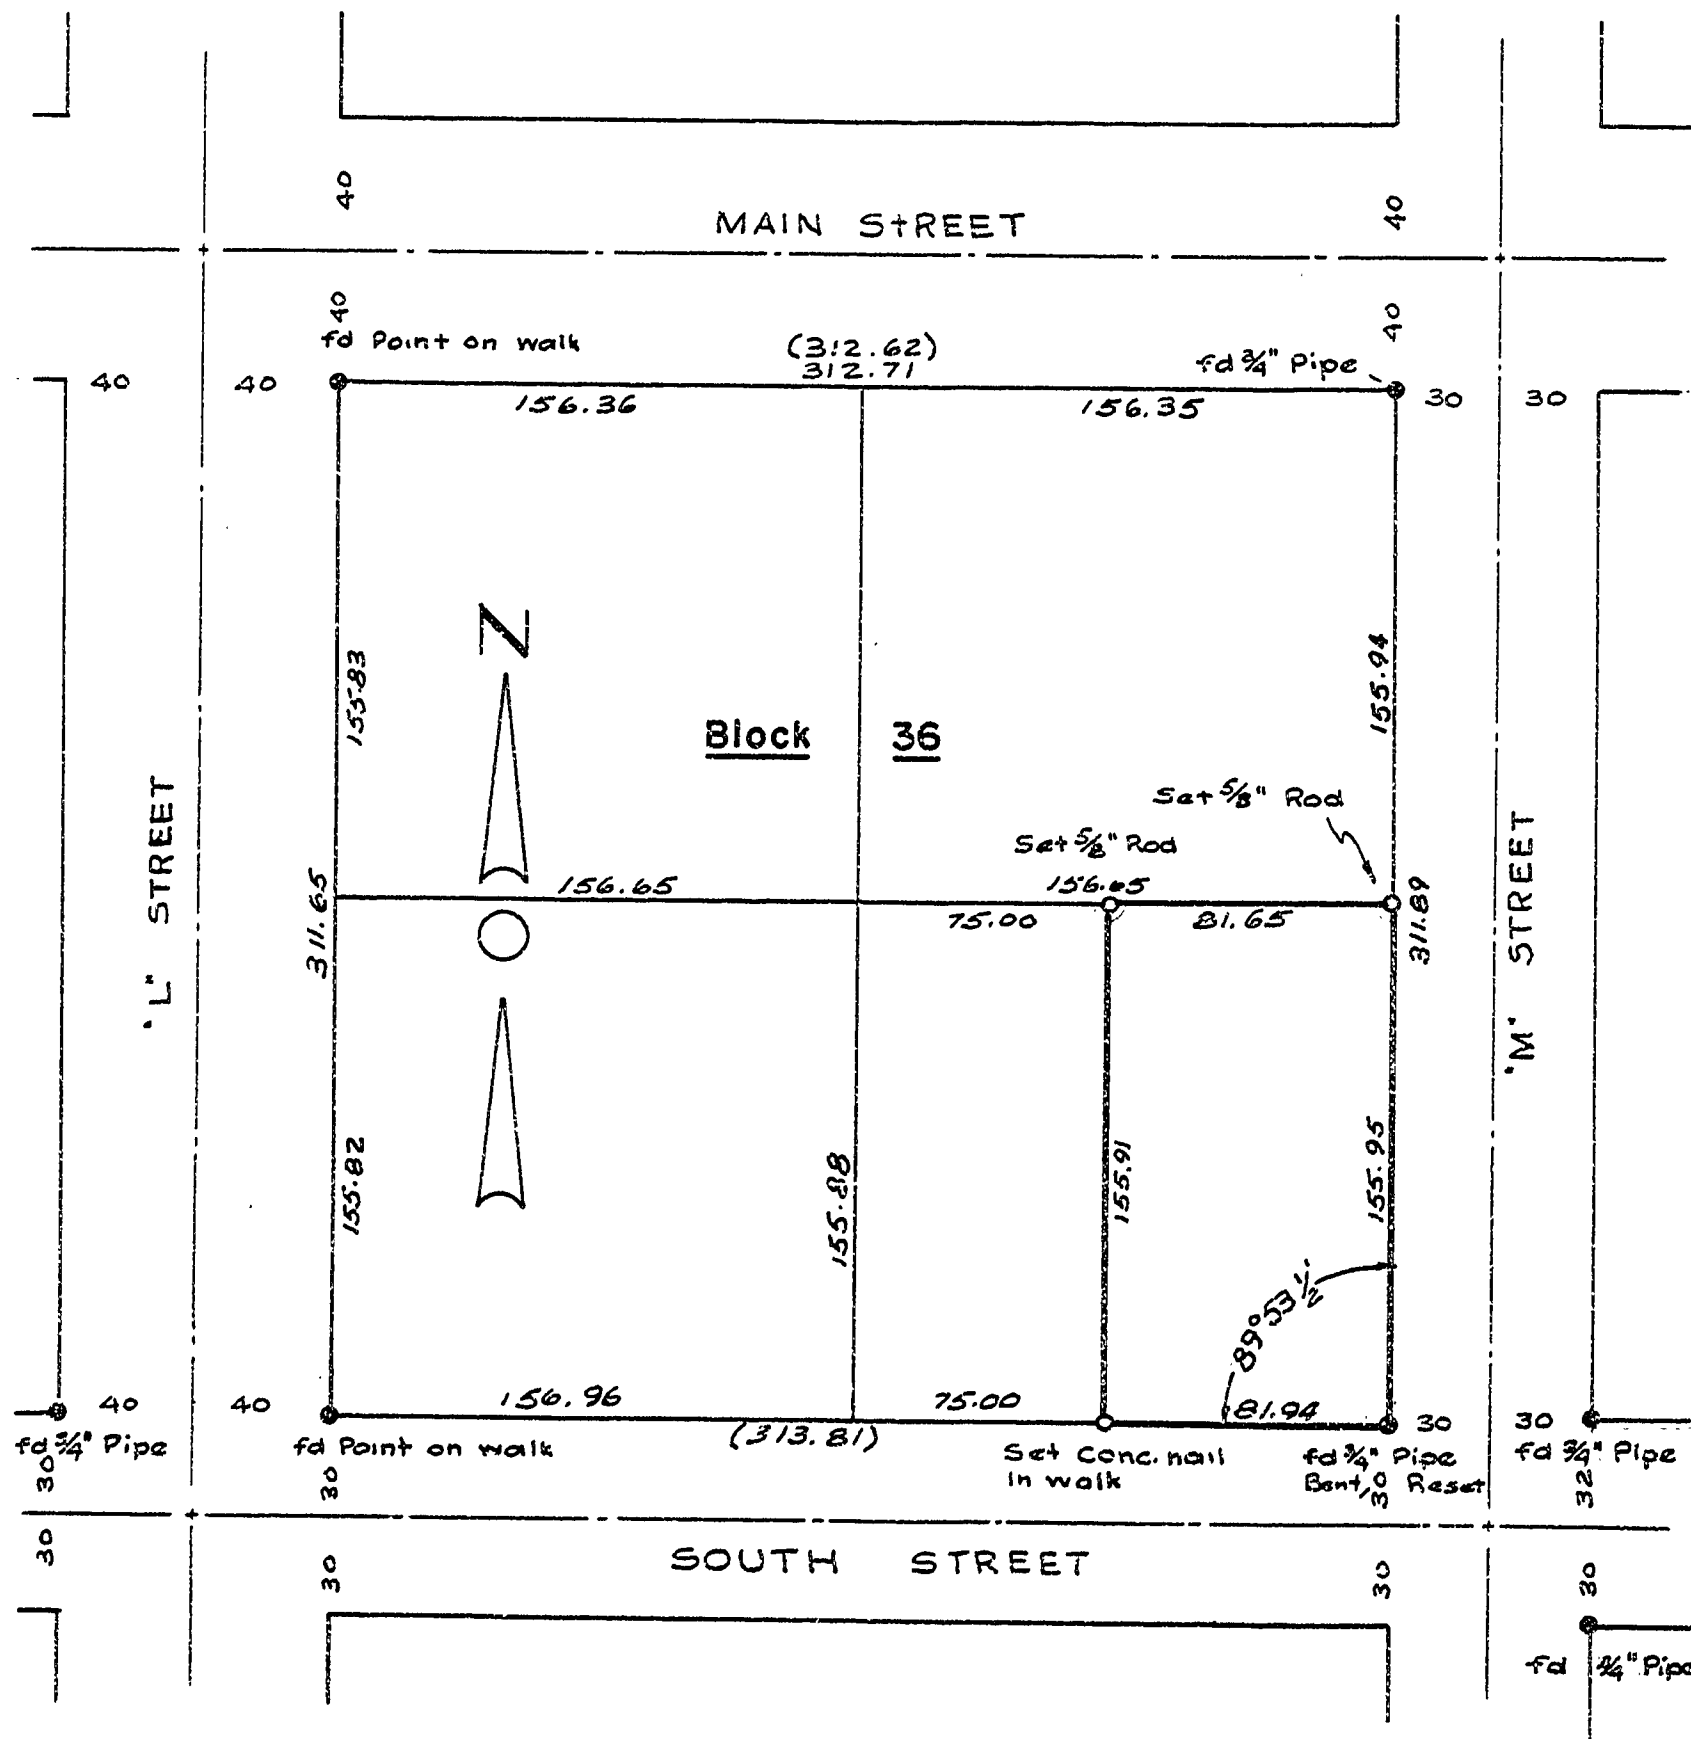 40
40
MAIN STREET
40
40
fd Point on walk
(312.62)
312.71
fd 3/4" Pipe
40
40
156.36
156.35
30
30
N
155.83
155.94
Block 36
"L" STREET
"M" STREET
Set 5/8" Rod
Set 5/8" Rod
311.65
156.65
156.65
75.00
81.65
311.89
155.82
155.88
155.91
155.95
89°53½'
40
40
156.96
75.00
81.94
30
30
fd 3/4" Pipe
fd Point on walk
(313.81)
Set Conc. nail
in walk
fd 3/4" Pipe
Bent, Reset
fd 3/4" Pipe
30
30
30
32
30
30
SOUTH STREET
30
30
fd 3/4" Pipe